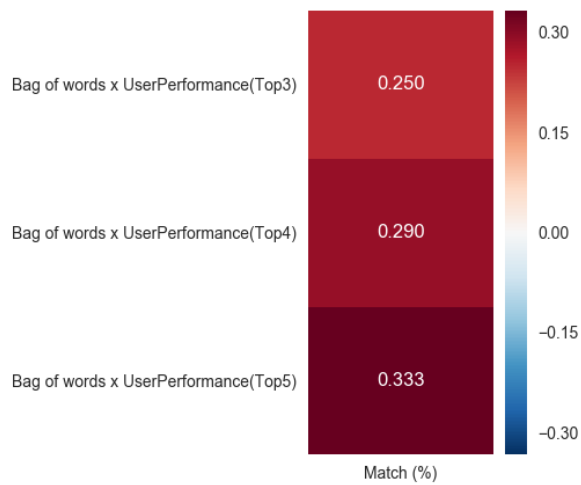 Bag of words x UserPerformance(Top3)
0.250
Bag of words x UserPerformance(Top4)
0.290
Bag of words x UserPerformance(Top5)
0.333
Match (%)
0.30
0.15
0.00
−0.15
−0.30